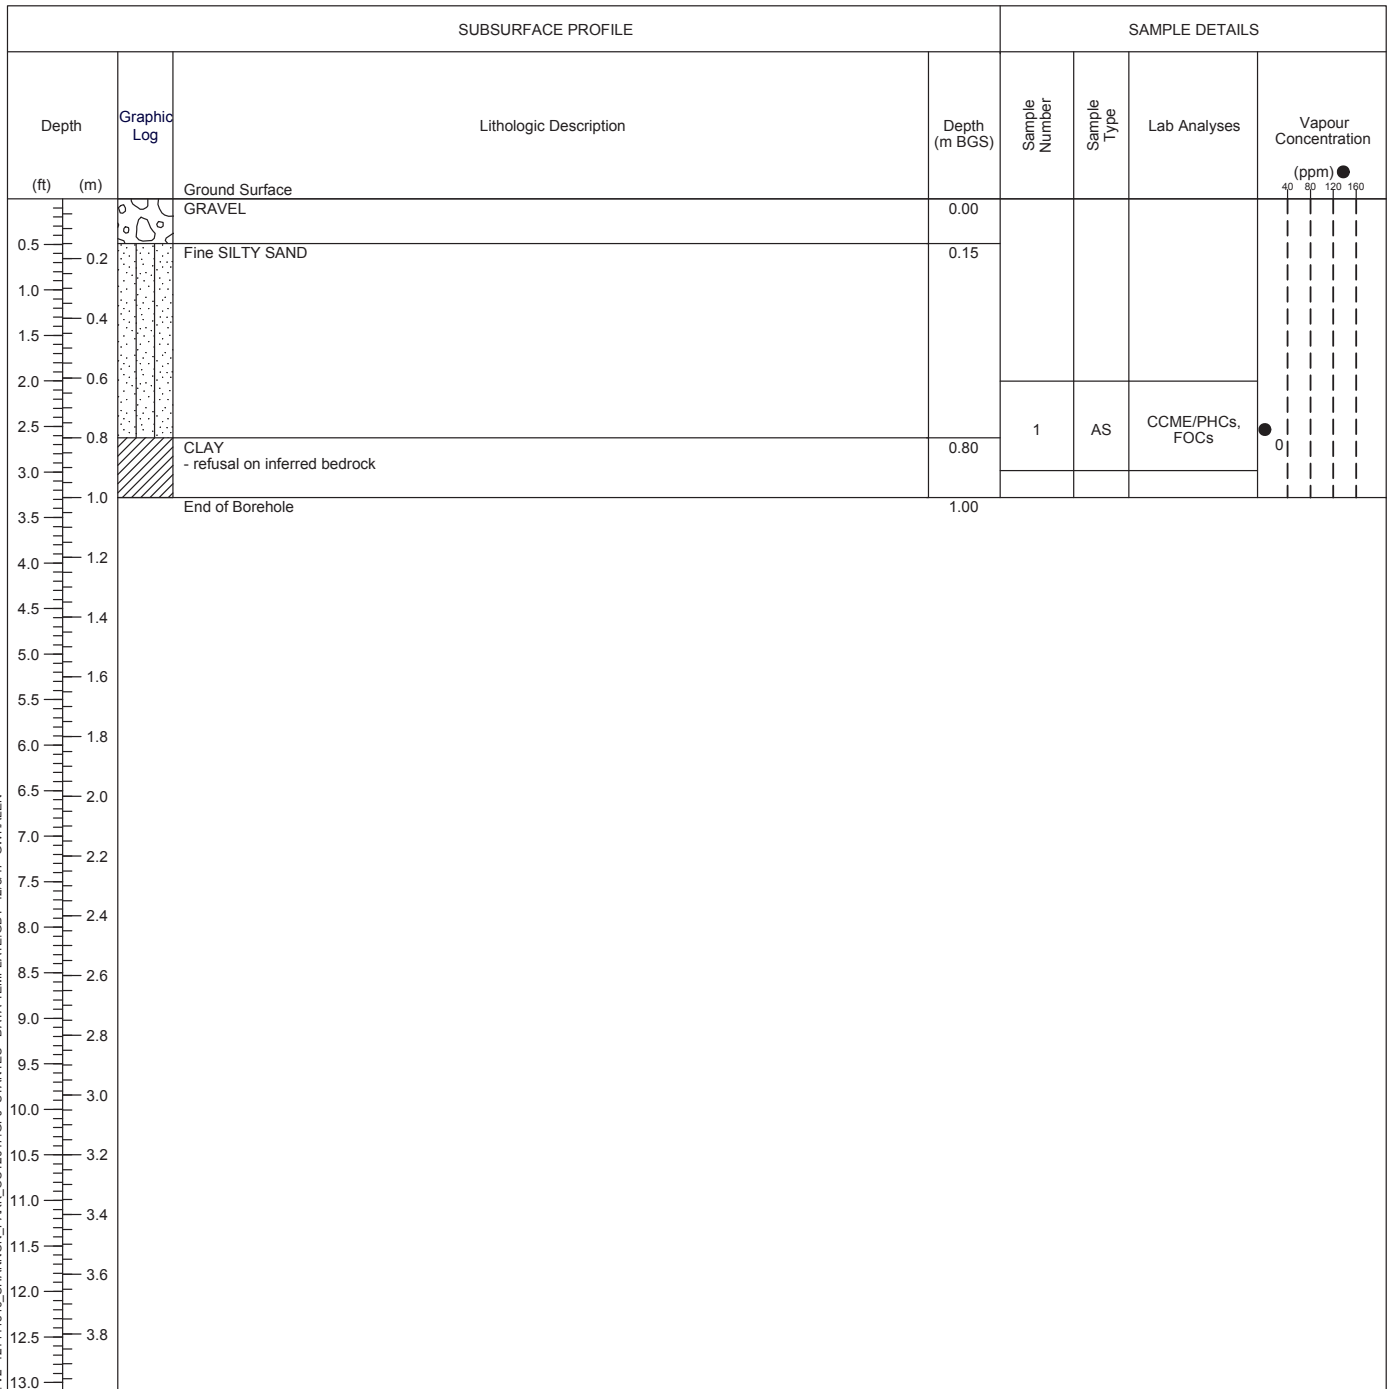 SUBSURFACE PROFILE
SAMPLE DETAILS
Depth
(ft) (m)
Graphic
Log
Lithologic Description
Depth
(m BGS)
Sample
Number
Sample
Type
Lab Analyses
Vapour
Concentration
(ppm)
40 80 120 160
Ground Surface
GRAVEL 0.00
Fine SILTY SAND 0.15
1 AS
CCME/PHCs,
FOCs
0
CLAY 0.80
- refusal on inferred bedrock
End of Borehole 1.00
0.5
0.2
1.0
0.4
1.5
0.6
2.0
2.5
0.8
3.0
1.0
3.5
1.2
4.0
4.5
1.4
5.0
1.6
5.5
1.8
6.0
6.5
2.0
7.0
2.2
7.5
2.4
8.0
8.5
2.6
9.0
2.8
9.5
3.0
10.0
10.5
3.2
11.0
3.4
11.5
3.6
12.0
12.5
3.8
13.0